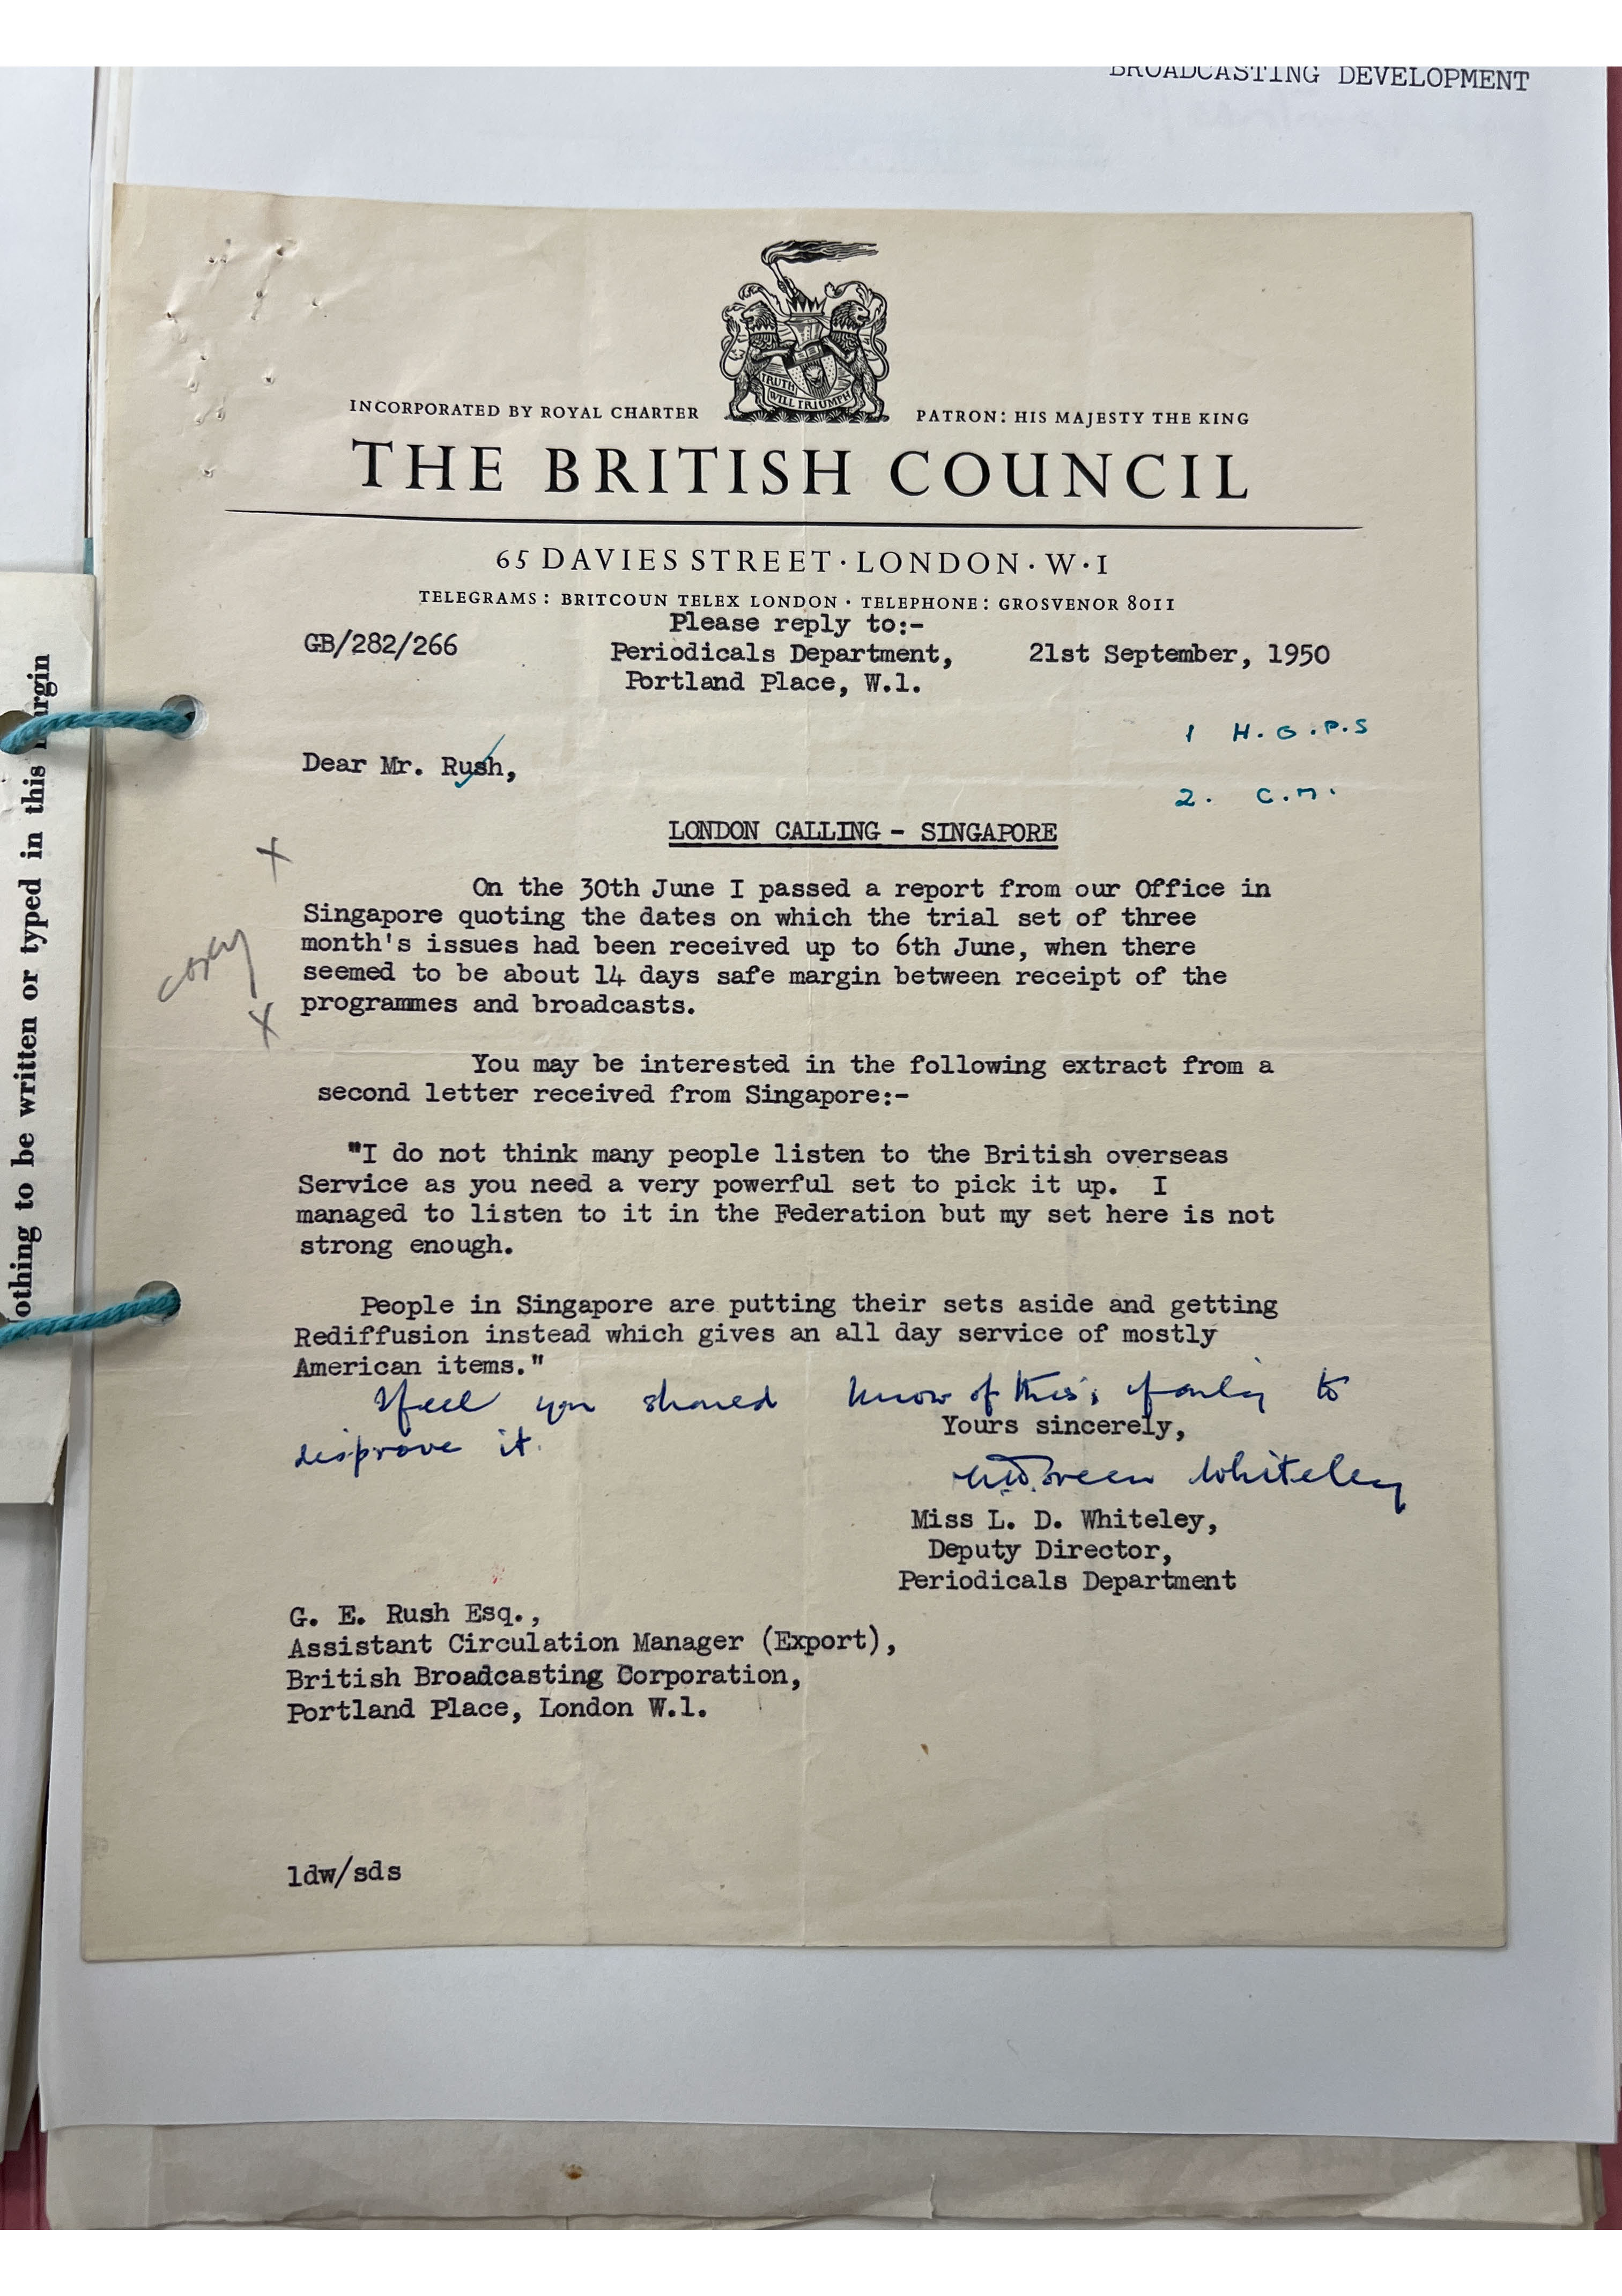 BROADCASTING DEVELOPMENT
TRUTH
WILL TRIUMPH
INCORPORATED BY ROYAL CHARTER
PATRON: HIS MAJESTY THE KING
THE BRITISH COUNCIL
65 DAVIES STREET · LONDON · W · 1
TELEGRAMS: BRITCOUN TELEX LONDON · TELEPHONE: GROSVENOR 8011
Please reply to:-
GB/282/266
Periodicals Department,
21st September, 1950
Portland Place, W.1.
1 H.G.P.S
Dear Mr. Rush,
2. C.M.
LONDON CALLING - SINGAPORE
On the 30th June I passed a report from our Office in
Singapore quoting the dates on which the trial set of three
month's issues had been received up to 6th June, when there
seemed to be about 14 days safe margin between receipt of the
programmes and broadcasts.
x
copy
x
You may be interested in the following extract from a
second letter received from Singapore:-
"I do not think many people listen to the British overseas
Service as you need a very powerful set to pick it up. I
managed to listen to it in the Federation but my set here is not
strong enough.
People in Singapore are putting their sets aside and getting
Rediffusion instead which gives an all day service of mostly
American items."
I feel you should know of this, if only to
disprove it.
Yours sincerely,
Whiteley
Miss L. D. Whiteley,
Deputy Director,
Periodicals Department
G. E. Rush Esq.,
Assistant Circulation Manager (Export),
British Broadcasting Corporation,
Portland Place, London W.1.
ldw/sds
othing to be written or typed in this margin